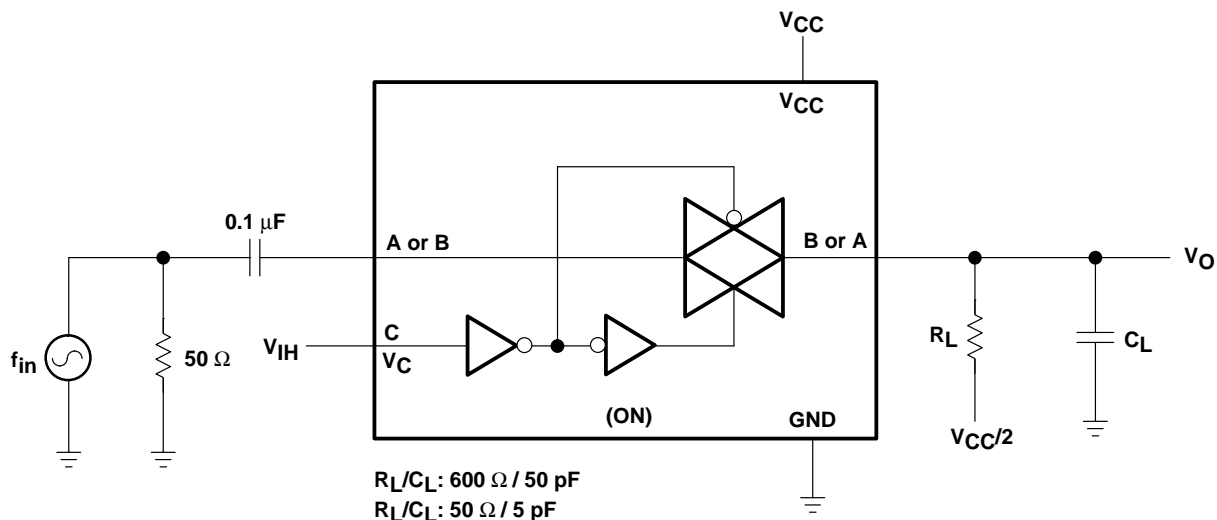 VCC
VCC
0.1 μF
A or B
B or A
VO
fin
50 Ω
VIH
C
VC
RL
CL
(ON)
GND
VCC/2
RL/CL: 600 Ω / 50 pF
RL/CL: 50 Ω / 5 pF